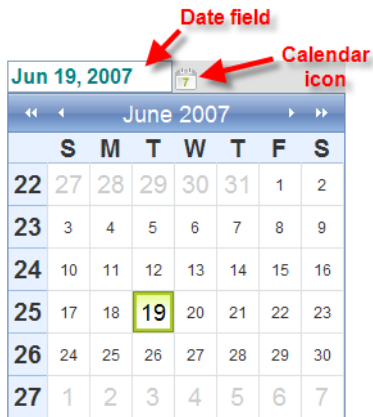 Date field
Calendar
icon
Jun 19, 2007
7
June 2007
S M T W T F S
22 27 28 29 30 31 1 2
23 3 4 5 6 7 8 9
24 10 11 12 13 14 15 16
25 17 18 19 20 21 22 23
26 24 25 26 27 28 29 30
27 1 2 3 4 5 6 7